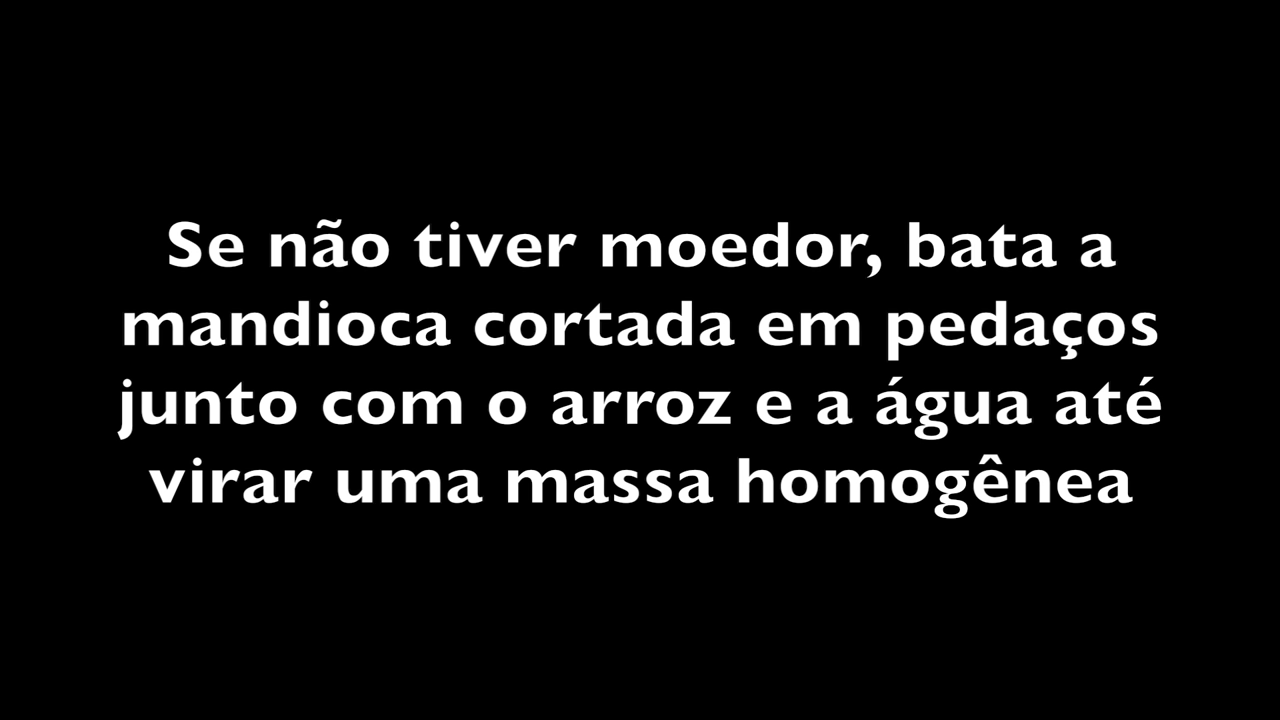 Se não tiver moedor, bata a
mandioca cortada em pedaços
junto com o arroz e a água até
virar uma massa homogênea